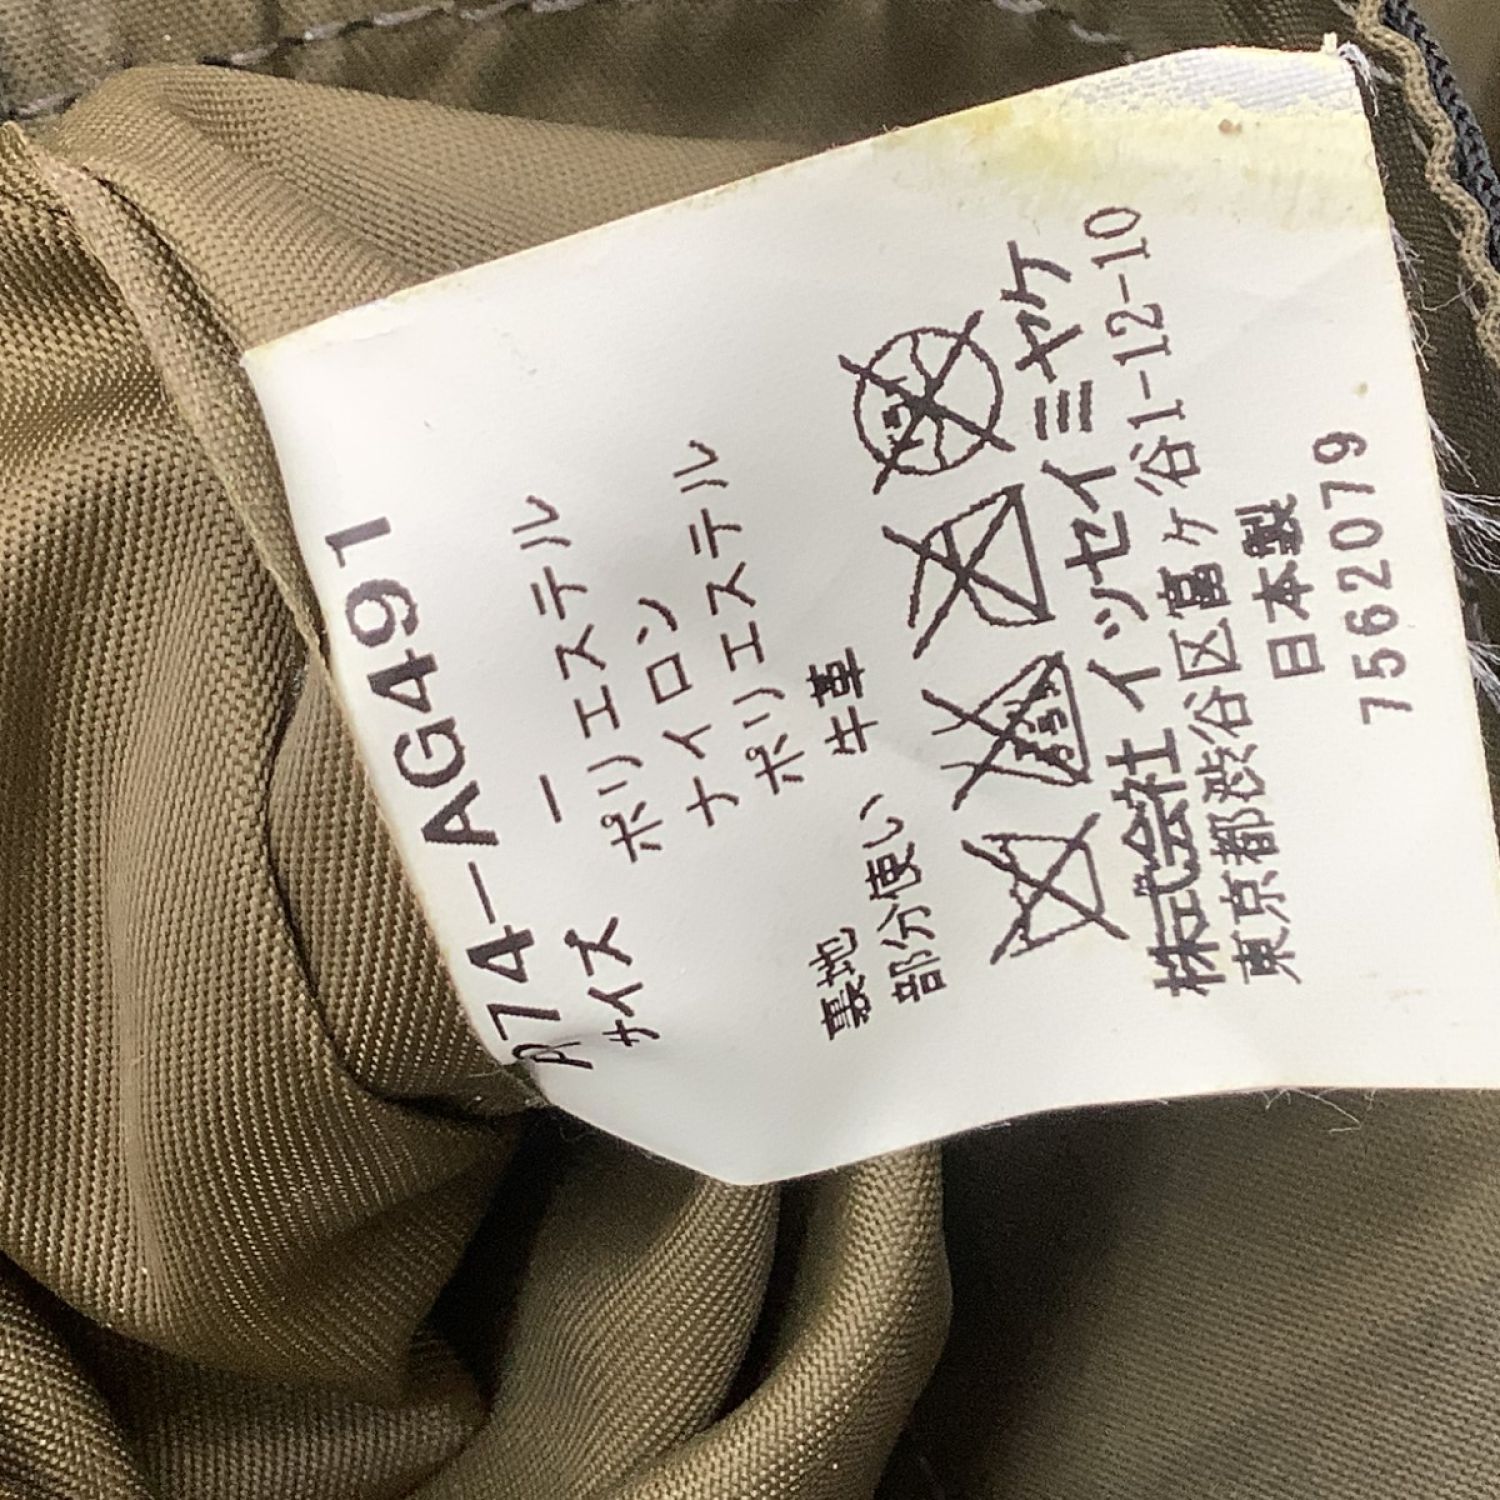 74-AG491
サイズ ー
ポリエステル
ナイロン
裏地 ポリエステル
部分使い 牛革
株式会社 イッセイ ミヤケ
東京都渋谷区富ヶ谷1-12-10
日本製
7562079